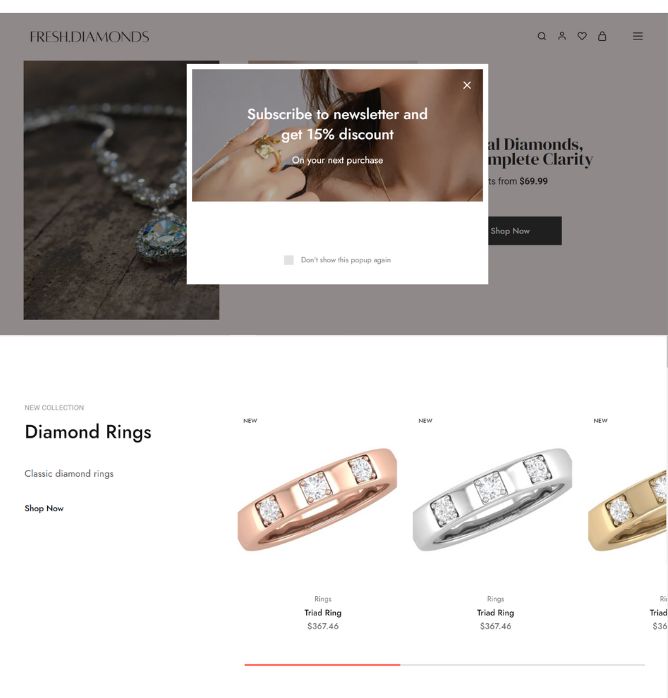 FRESH.DIAMONDS
Subscribe to newsletter and
get 15% discount
On your next purchase
al Diamonds,
mplete Clarity
ts from $69.99
Shop Now
Don't show this popup again
NEW COLLECTION
Diamond Rings
Classic diamond rings
Shop Now
NEW
NEW
NEW
Rings
Triad Ring
$367.46
Rings
Triad Ring
$367.46
Ri
Triad
$36